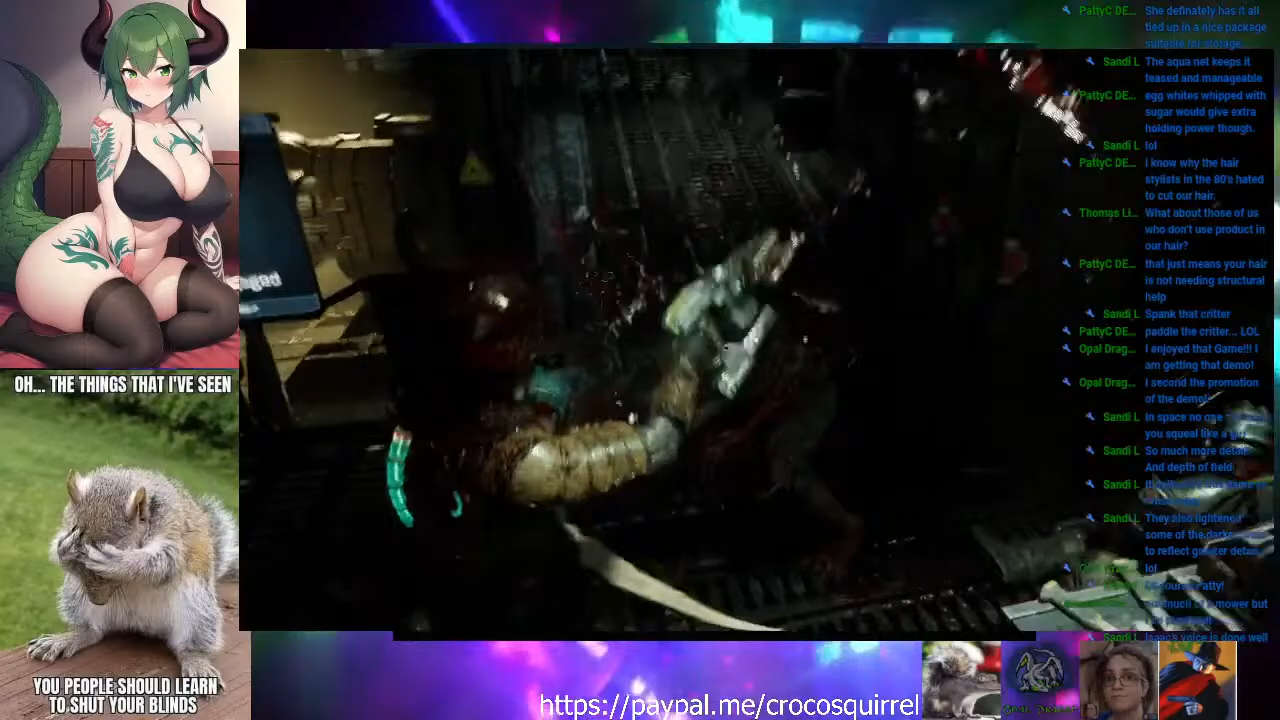 OH... THE THINGS THAT I'VE SEEN
YOU PEOPLE SHOULD LEARN
TO SHUT YOUR BLINDS
PattyC DE... She definately has it all
tied up in a nice package
suitable for storage.
Sandi L The aqua net keeps it
teased and manageable
PattyC DE... egg whites whipped with
sugar would give extra
holding power though.
Sandi L lol
PattyC DE... i know why the hair
stylists in the 80's hated
to cut our hair.
Thomas Li... What about those of us
who don't use product in
our hair?
PattyC DE... that just means your hair
is not needing structural
help
Sandi L Spank that critter
PattyC DE... paddle the critter... LOL
Opal Drag... I enjoyed that Game!!! I
am getting that demo!
Opal Drag... I second the promotion
of the demo!
Sandi L In space no one
you squeal like a
Sandi L So much more detail
And depth of field
Sandi L
Sandi L They also lightened
some of the dark
to reflect greater detail
lol
Patty!
mower but
Sandi L Isaac's voice is done well
https://paypal.me/crocosquirrel